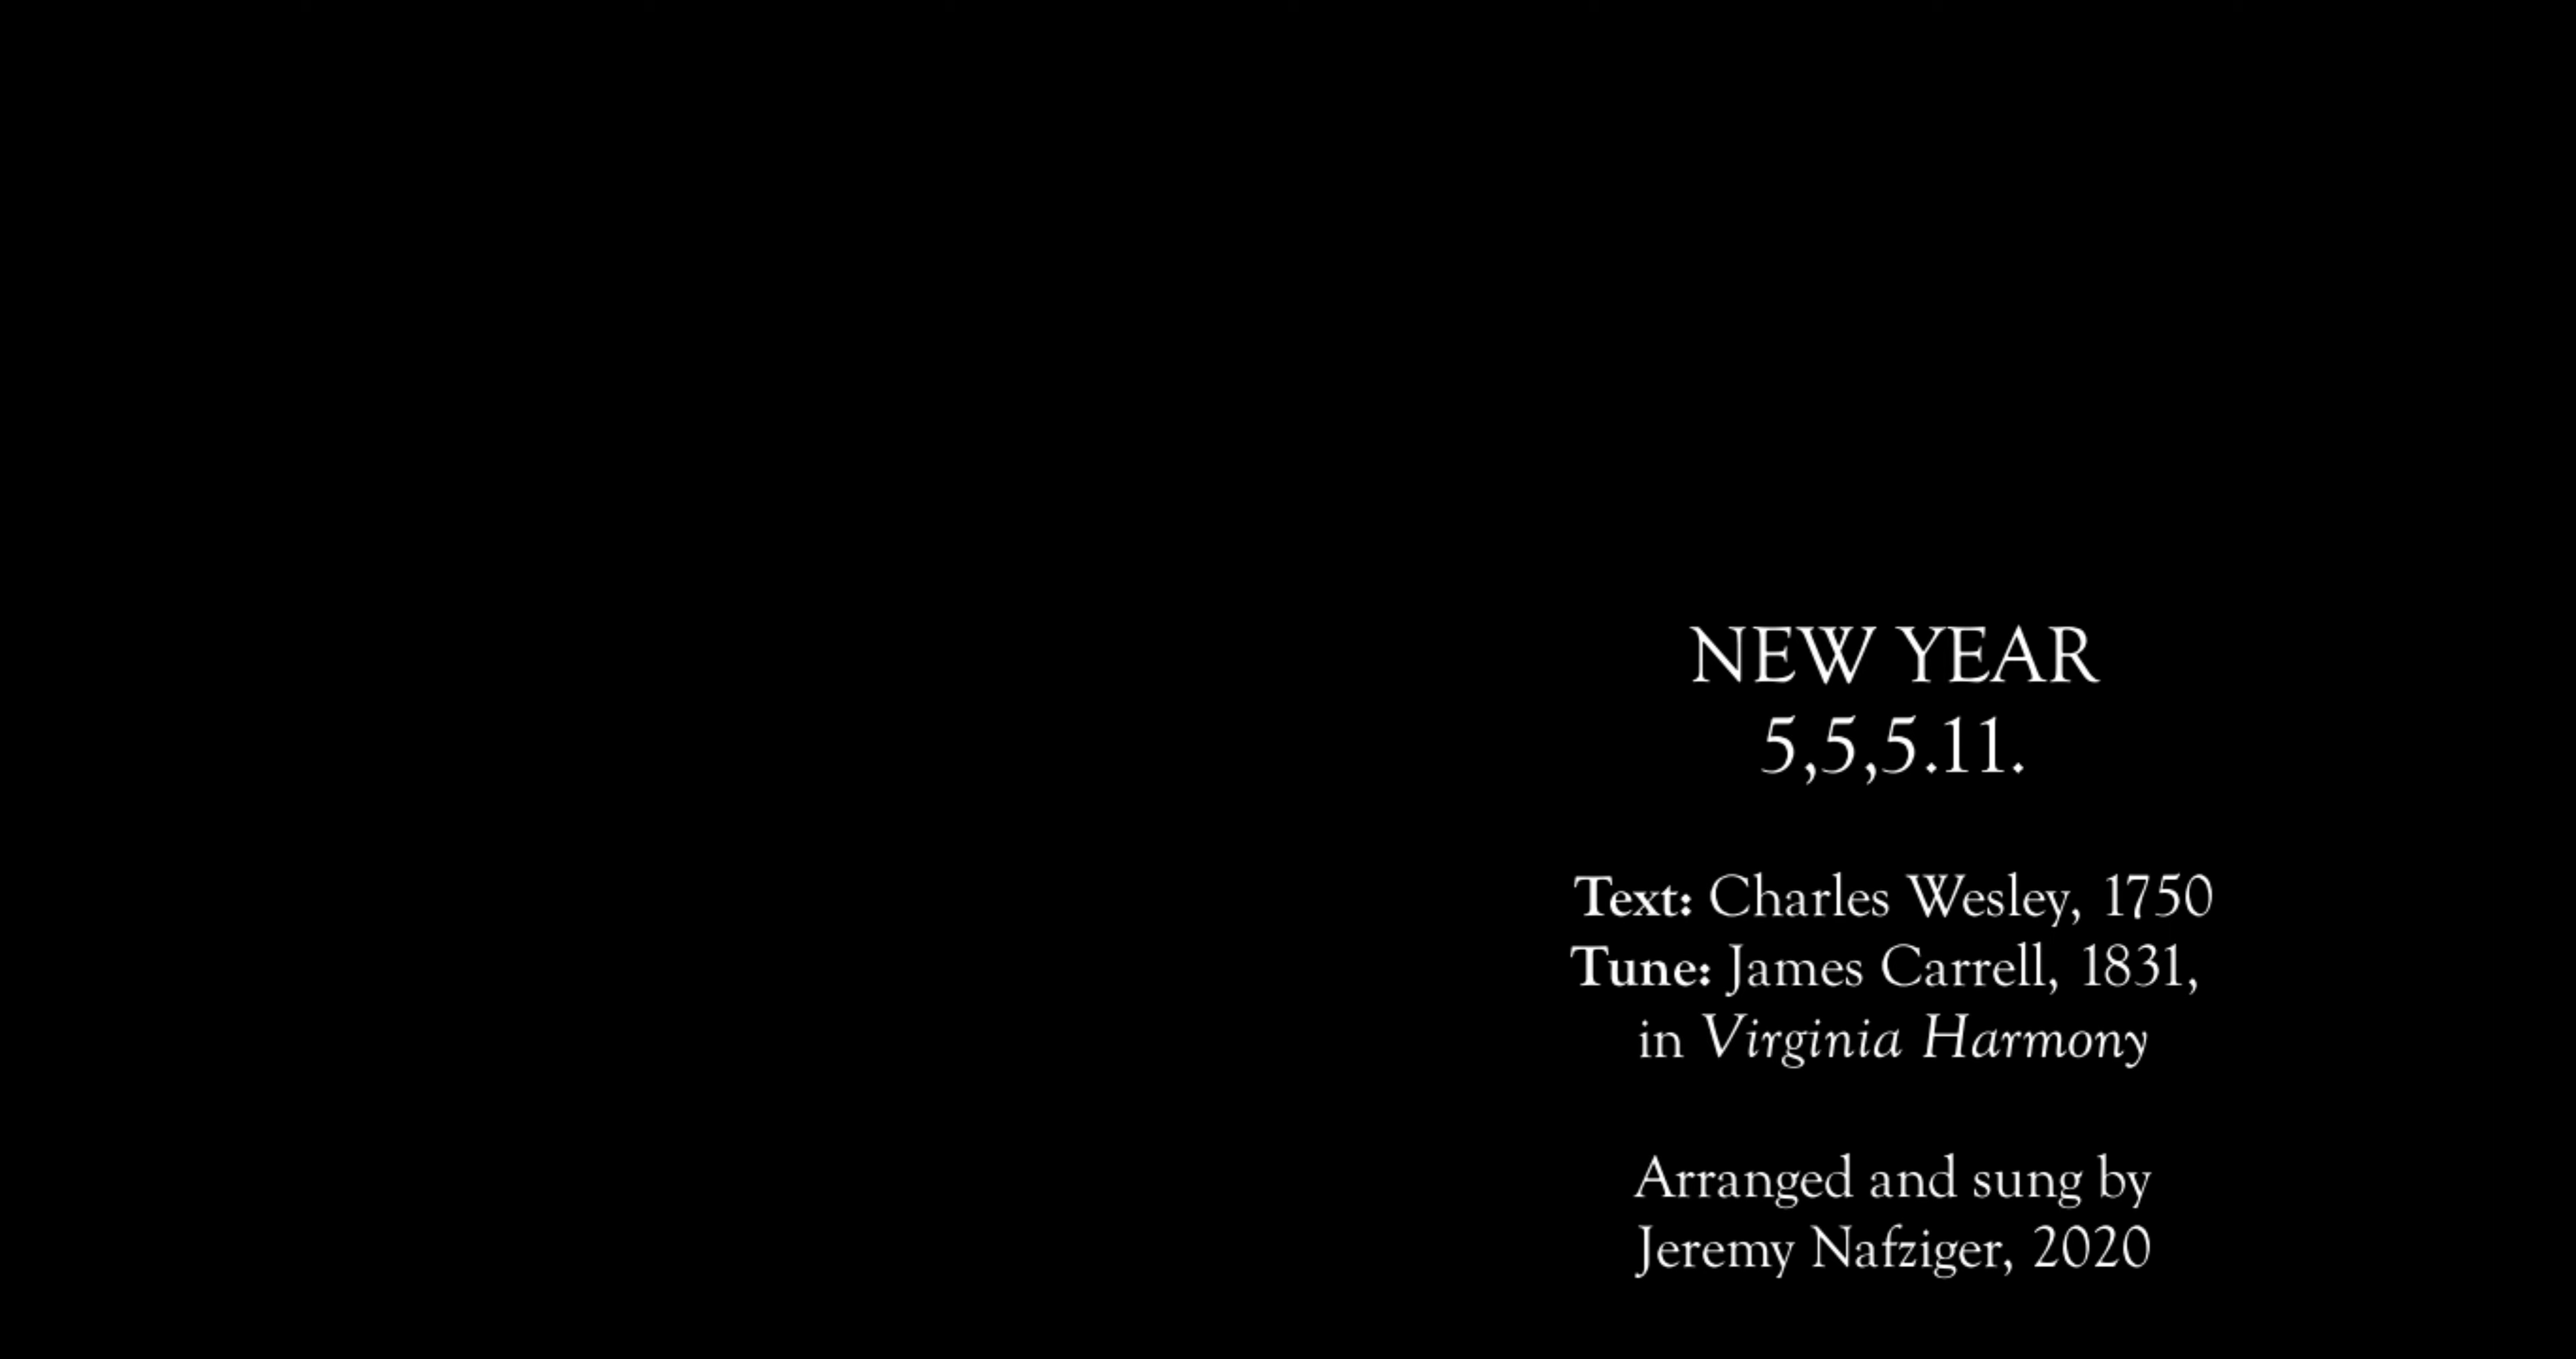 NEW YEAR
5,5,5.11.
Text: Charles Wesley, 1750
Tune: James Carrell, 1831,
in Virginia Harmony
Arranged and sung by
Jeremy Nafziger, 2020